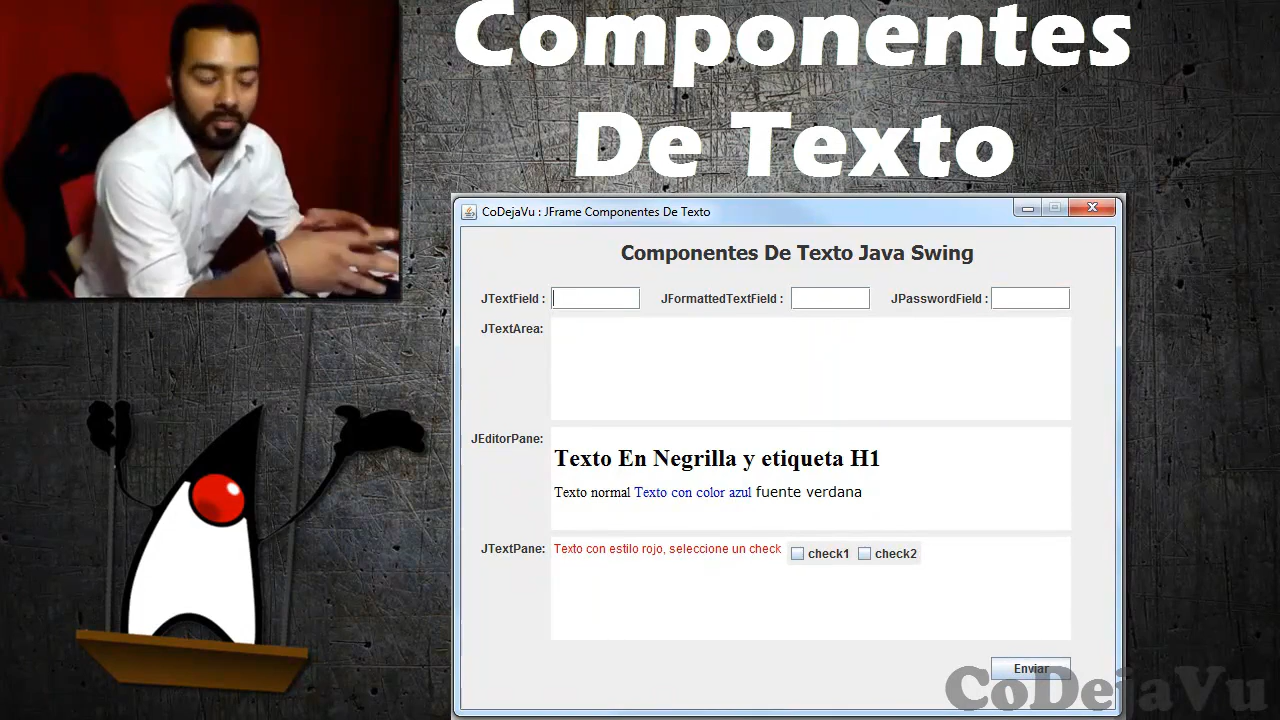 Componentes
De Texto
CoDejaVu : JFrame Componentes De Texto
Componentes De Texto Java Swing
JTextField :
JFormattedTextField :
JPasswordField :
JTextArea:
JEditorPane:
Texto En Negrilla y etiqueta H1
Texto normal Texto con color azul fuente verdana
JTextPane:
Texto con estilo rojo, seleccione un check
check1
check2
Enviar
CoDejaVu